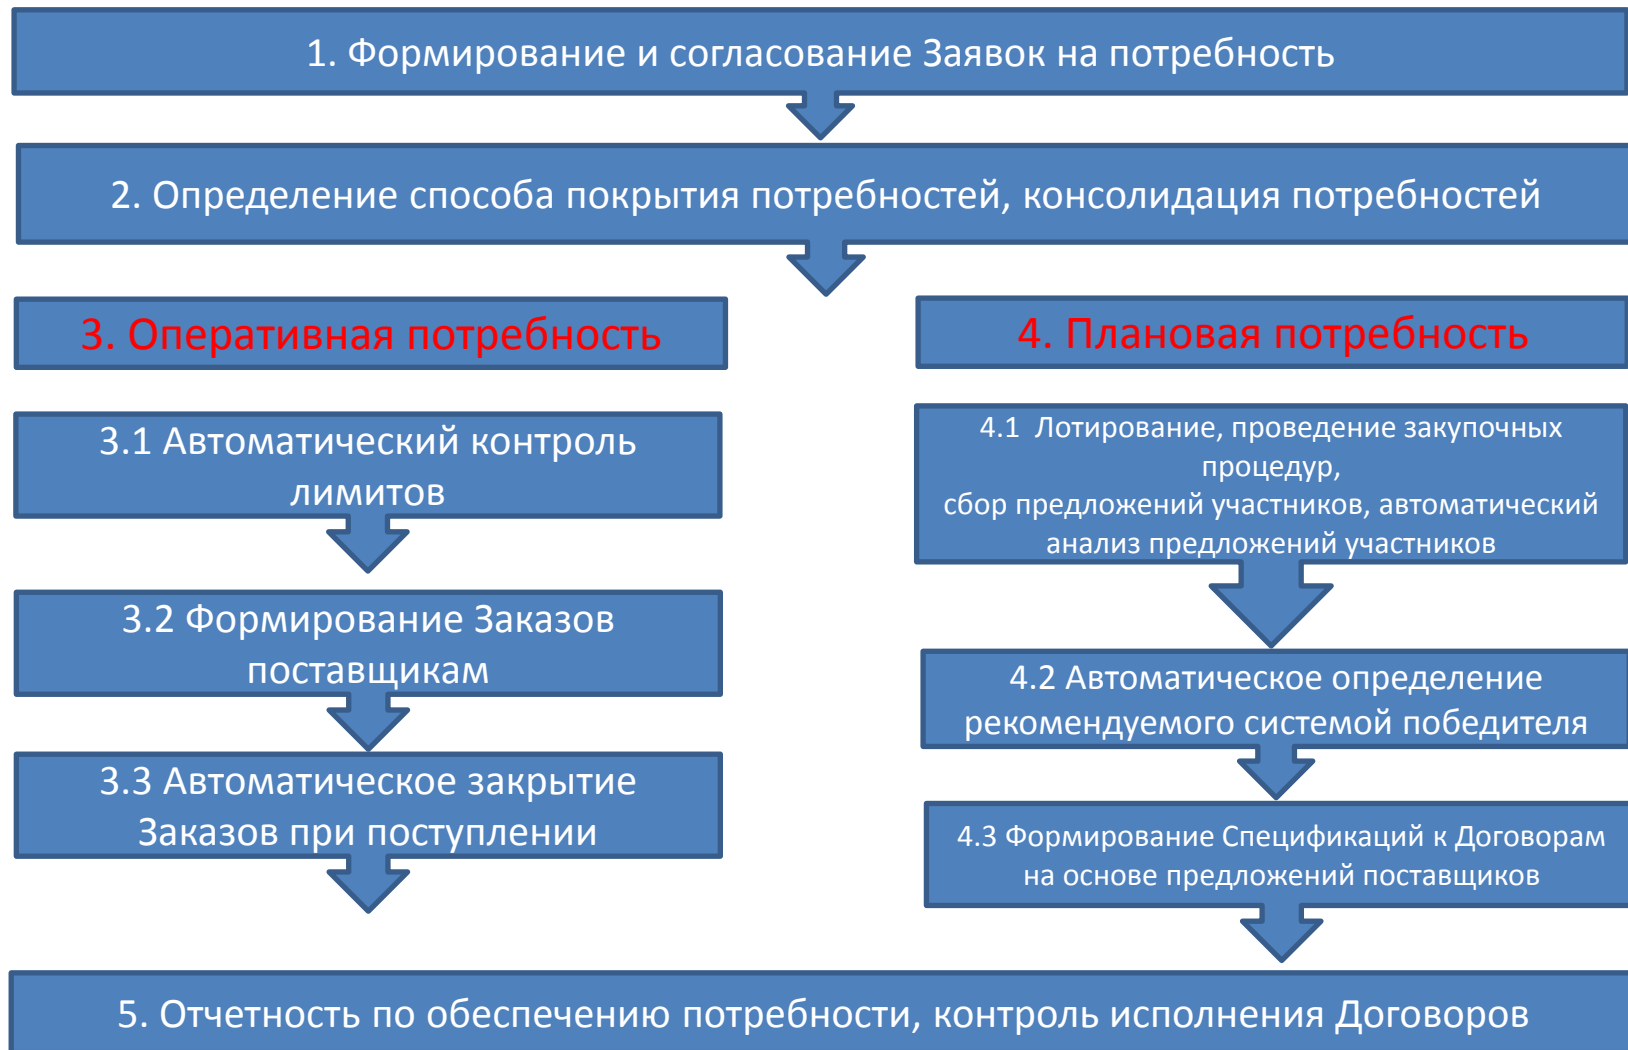 1. Формирование и согласование Заявок на потребность
2. Определение способа покрытия потребностей, консолидация потребностей
3. Оперативная потребность
3.1 Автоматический контроль
лимитов
3.2 Формирование Заказов
поставщикам
3.3 Автоматическое закрытие
Заказов при поступлении
4. Плановая потребность
4.1 Лотирование, проведение закупочных
процедур,
сбор предложений участников, автоматический
анализ предложений участников
4.2 Автоматическое определение
рекомендуемого системой победителя
4.3 Формирование Спецификаций к Договорам
на основе предложений поставщиков
5. Отчетность по обеспечению потребности, контроль исполнения Договоров